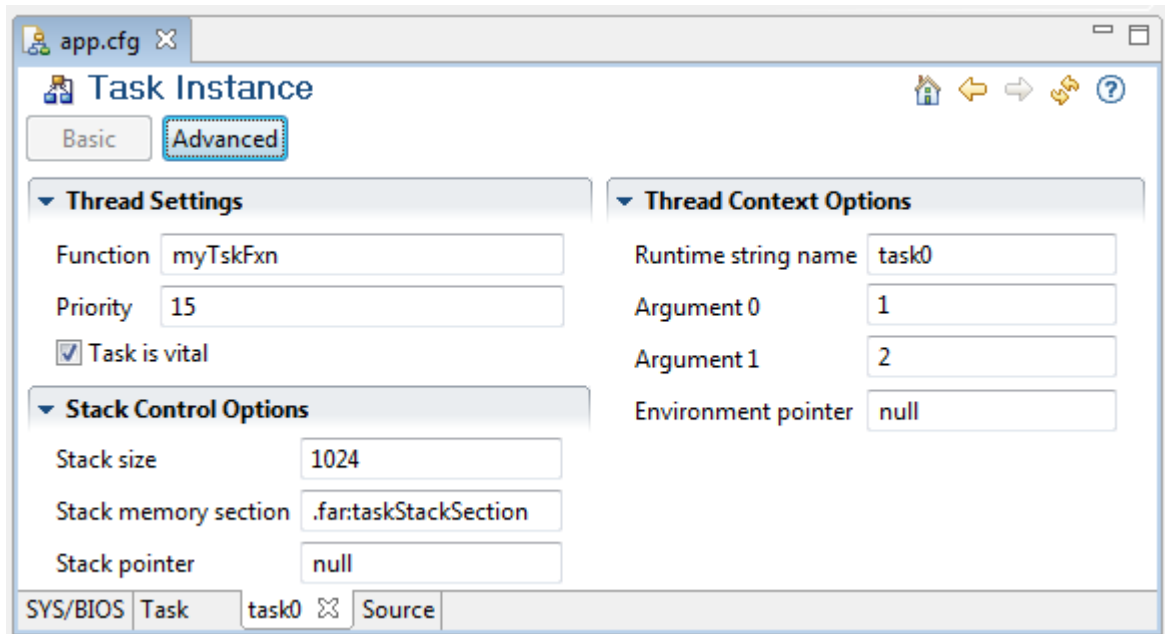 app.cfg
Task Instance
Basic Advanced
Thread Settings
Function myTskFxn
Priority 15
Task is vital
Stack Control Options
Stack size 1024
Stack memory section .far:taskStackSection
Stack pointer null
Thread Context Options
Runtime string name task0
Argument 0 1
Argument 1 2
Environment pointer null
SYS/BIOS Task task0 Source